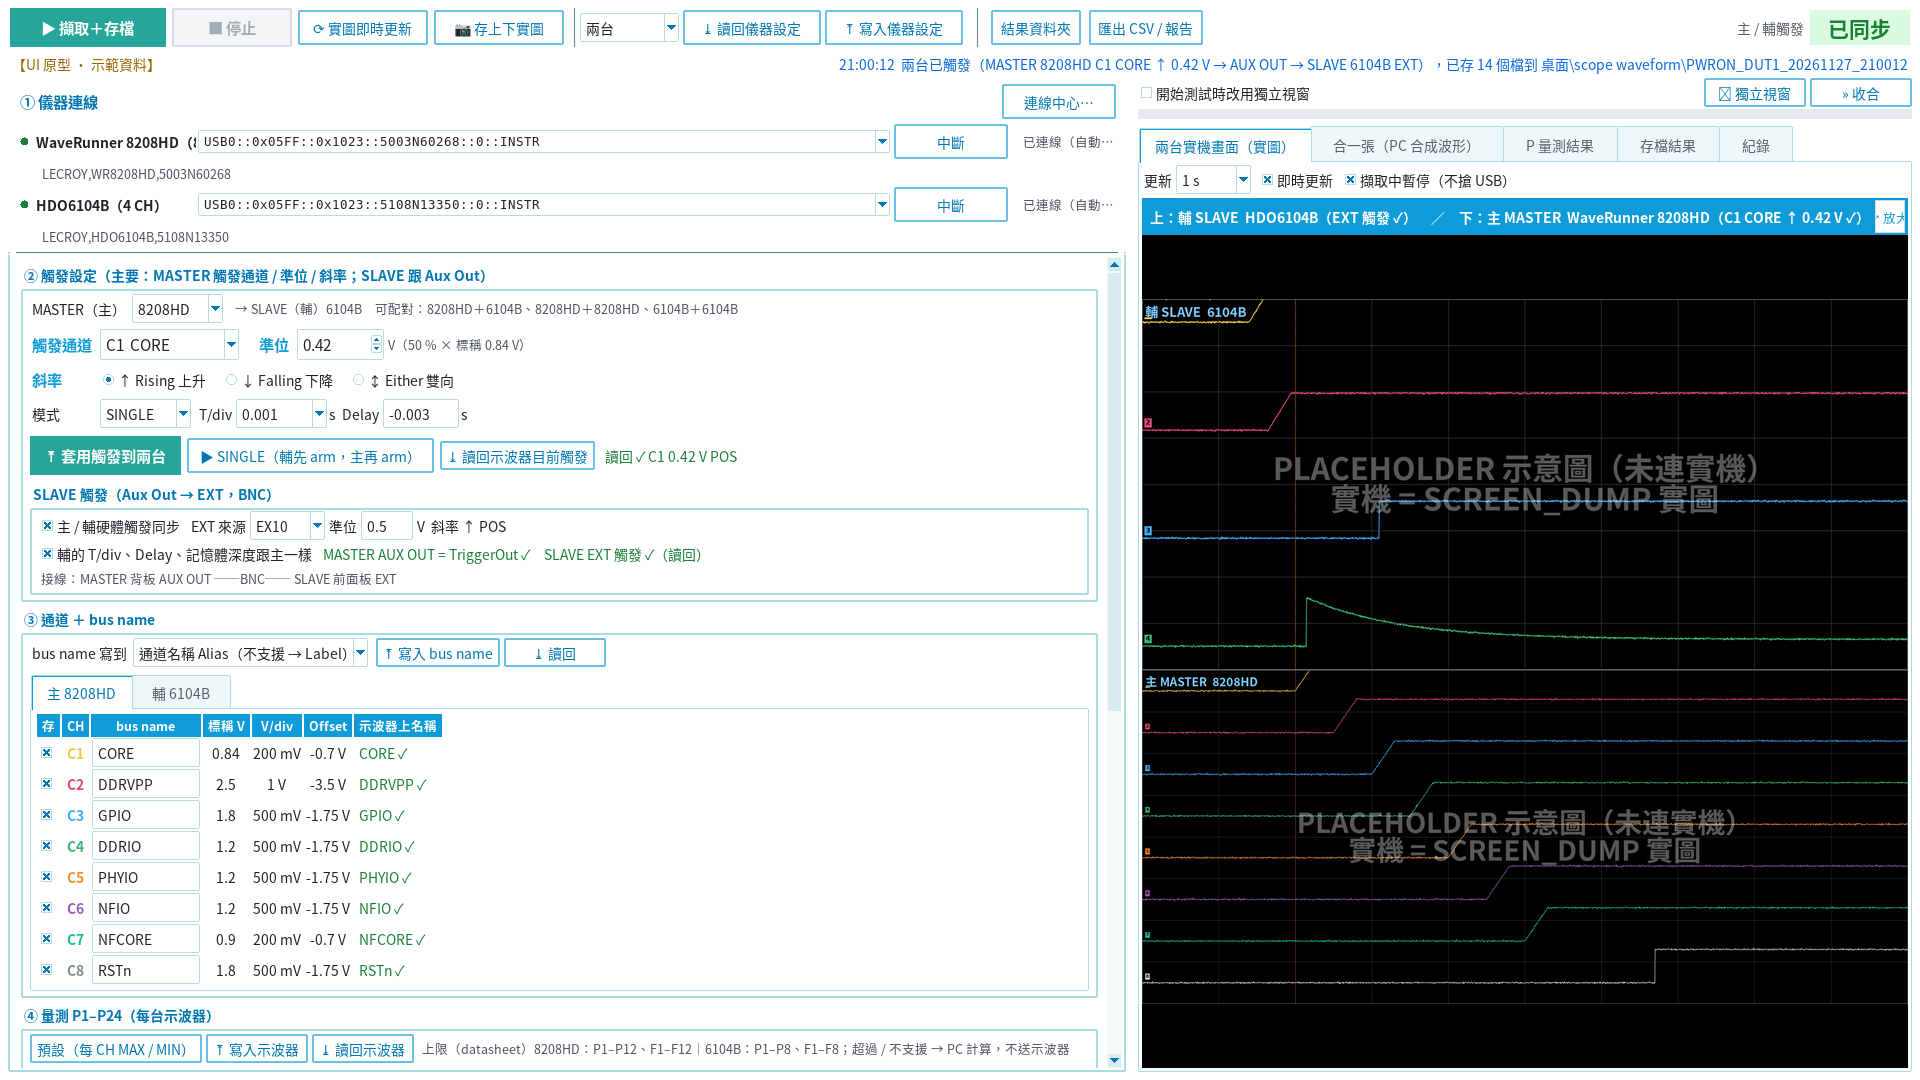 ▶ 擷取＋存檔
■ 停止
⟳ 實圖即時更新
📷 存上下實圖
兩台
⤓ 讀回儀器設定
⤒ 寫入儀器設定
結果資料夾
匯出 CSV / 報告
主 / 輔觸發
已同步
【UI 原型 · 示範資料】
21:00:12 兩台已觸發（MASTER 8208HD C1 CORE ↑ 0.42 V → AUX OUT → SLAVE 6104B EXT），已存 14 個檔到 桌面\scope waveform\PWRON_DUT1_20261127_210012
① 儀器連線
連線中心…
WaveRunner 8208HD（8
USB0::0x05FF::0x1023::5003N60268::0::INSTR
中斷
已連線（自動…
LECROY,WR8208HD,5003N60268
HDO6104B（4 CH）
USB0::0x05FF::0x1023::5108N13350::0::INSTR
中斷
已連線（自動…
LECROY,HDO6104B,5108N13350
② 觸發設定（主要：MASTER 觸發通道 / 準位 / 斜率；SLAVE 跟 Aux Out）
MASTER（主）
8208HD
→ SLAVE（輔）6104B 可配對：8208HD＋6104B、8208HD＋8208HD、6104B＋6104B
觸發通道
C1 CORE
準位
0.42
V（50 % × 標稱 0.84 V）
斜率
↑ Rising 上升
↓ Falling 下降
↕ Either 雙向
模式
SINGLE
T/div
0.001
s
Delay
-0.003
s
⤒ 套用觸發到兩台
▶ SINGLE（輔先 arm，主再 arm）
⤓ 讀回示波器目前觸發
讀回 ✓ C1 0.42 V POS
SLAVE 觸發（Aux Out → EXT，BNC）
主 / 輔硬體觸發同步
EXT 來源
EX10
準位
0.5
V 斜率 ↑ POS
輔的 T/div、Delay、記憶體深度跟主一樣
MASTER AUX OUT = TriggerOut ✓
SLAVE EXT 觸發 ✓（讀回）
接線：MASTER 背板 AUX OUT ——BNC—— SLAVE 前面板 EXT
③ 通道 ＋ bus name
bus name 寫到
通道名稱 Alias（不支援 → Label）
⤒ 寫入 bus name
⤓ 讀回
主 8208HD
輔 6104B
存 CH bus name 標稱 V V/div Offset 示波器上名稱
C1 CORE 0.84 200 mV -0.7 V CORE ✓
C2 DDRVPP 2.5 1 V -3.5 V DDRVPP ✓
C3 GPIO 1.8 500 mV -1.75 V GPIO ✓
C4 DDRIO 1.2 500 mV -1.75 V DDRIO ✓
C5 PHYIO 1.2 500 mV -1.75 V PHYIO ✓
C6 NFIO 1.2 500 mV -1.75 V NFIO ✓
C7 NFCORE 0.9 200 mV -0.7 V NFCORE ✓
C8 RSTn 1.8 500 mV -1.75 V RSTn ✓
④ 量測 P1–P24（每台示波器）
預設（每 CH MAX / MIN）
⤒ 寫入示波器
⤓ 讀回示波器
上限（datasheet）8208HD：P1–P12、F1–F12｜6104B：P1–P8、F1–F8；超過 / 不支援 → PC 計算，不送示波器
開始測試時改用獨立視窗
獨立視窗
» 收合
兩台實機畫面（實圖）
合一張（PC 合成波形）
P 量測結果
存檔結果
紀錄
更新
1 s
即時更新
擷取中暫停（不搶 USB）
上：輔 SLAVE HDO6104B（EXT 觸發 ✓） ／ 下：主 MASTER WaveRunner 8208HD（C1 CORE ↑ 0.42 V ✓）
放大
輔 SLAVE 6104B
2
3
4
PLACEHOLDER 示意圖（未連實機）
實機 = SCREEN_DUMP 實圖
主 MASTER 8208HD
PLACEHOLDER 示意圖（未連實機）
實機 = SCREEN_DUMP 實圖